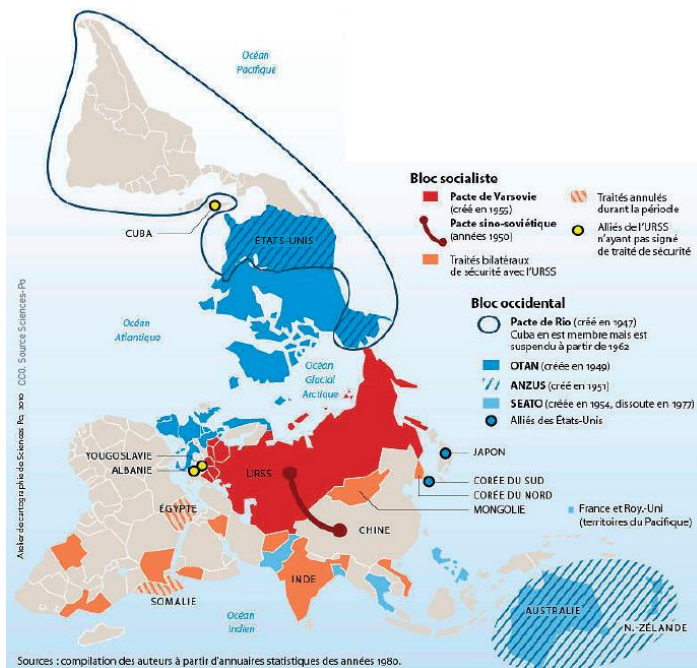 Océan
Pacifique
CUBA
ÉTATS-UNIS
Océan
Atlantique
Océan
Glacial
Arctique
Bloc socialiste
Pacte de Varsovie
(créé en 1955)
Pacte sino-soviétique
(années 1950)
Traités bilatéraux
de sécurité avec l'URSS
Traités annulés
durant la période
Alliés de l'URSS
n'ayant pas signé
de traité de sécurité
Bloc occidental
Pacte de Rio (créé en 1947)
Cuba en est membre mais est
suspendu à partir de 1962
OTAN (créée en 1949)
ANZUS (créé en 1951)
SEATO (créée en 1954, dissoute en 1977)
Alliés des États-Unis
YOUGOSLAVIE
ALBANIE
URSS
JAPON
CORÉE DU SUD
CORÉE DU NORD
MONGOLIE
CHINE
ÉGYPTE
SOMALIE
INDE
Océan
Indien
France et Roy.-Uni
(territoires du Pacifique)
AUSTRALIE
N.-ZÉLANDE
Atelier de cartographie de Sciences Po, 2010 CC0. Source Sciences-Po
Sources : compilation des auteurs à partir d'annuaires statistiques des années 1980.